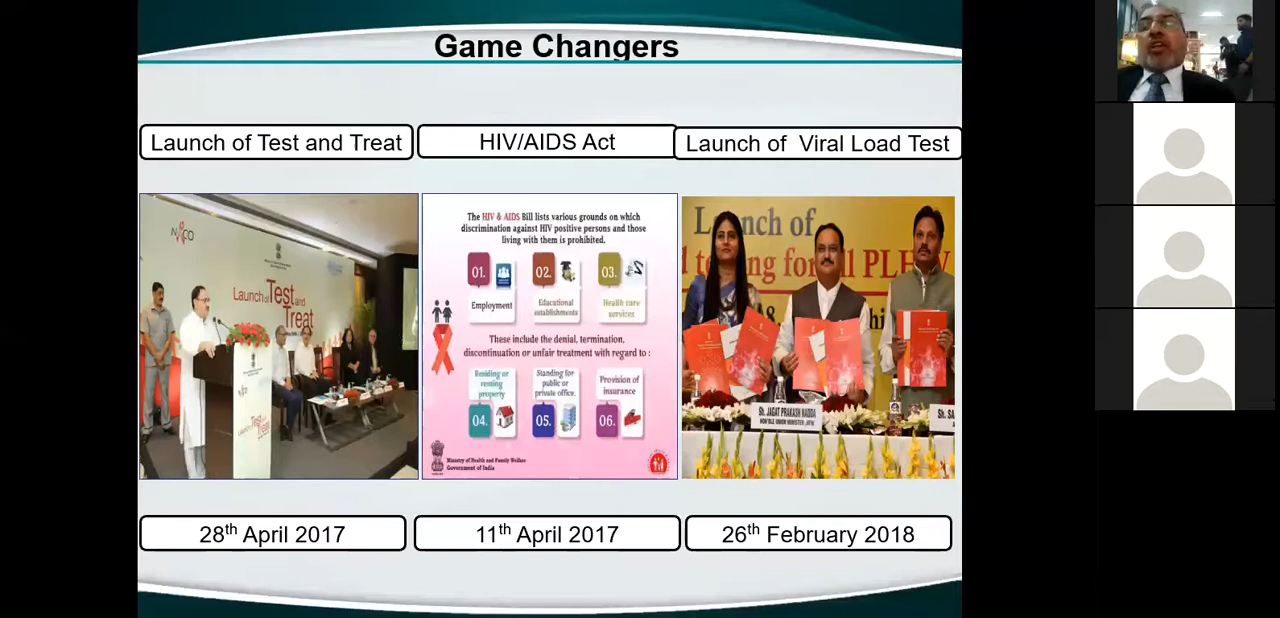 Game Changers
Launch of Test and Treat
HIV/AIDS Act
Launch of Viral Load Test
NACO
Launch of Test and
Treat
The HIV & AIDS Bill lists various grounds on which
discrimination against HIV positive persons and those
living with them is prohibited.
01.
02.
03.
Employment
Educational
establishments
Health care
services
These include the denial, termination,
discontinuation or unfair treatment with regard to :
Residing or
renting
property
Standing for
public or
private office.
Provision of
insurance
04.
05.
06.
Ministry of Health and Family Welfare
Government of India
Launch of
for all PLHIV
Sh. JAGAT PRAKASH NADDA
HON'BLE UNION MINISTER
28th April 2017
11th April 2017
26th February 2018